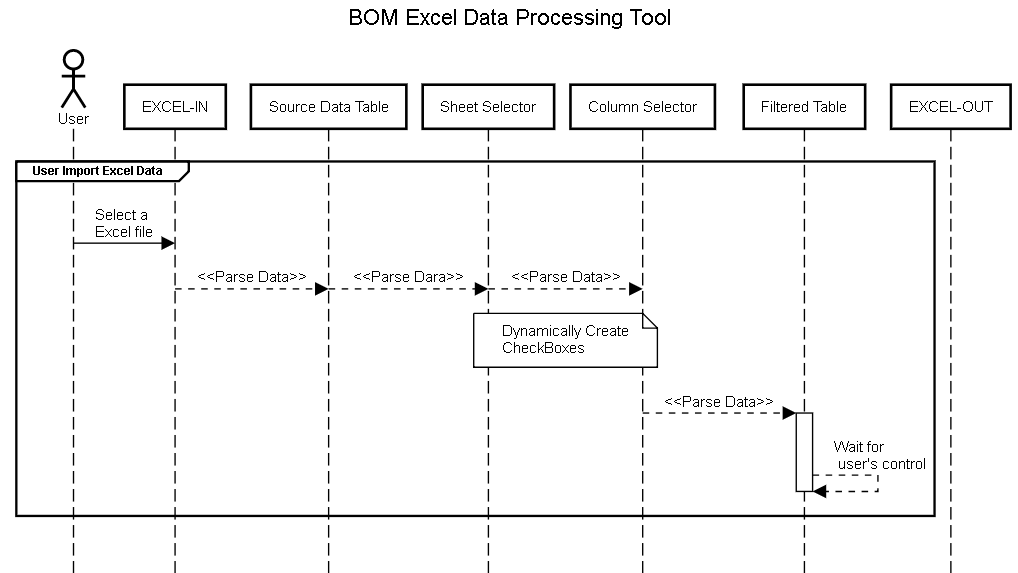 BOM Excel Data Processing Tool
User
EXCEL-IN
Source Data Table
Sheet Selector
Column Selector
Filtered Table
EXCEL-OUT
User Import Excel Data
Select a
Excel file
<<Parse Data>>
<<Parse Dara>>
<<Parse Data>>
Dynamically Create
CheckBoxes
<<Parse Data>>
Wait for
user's control